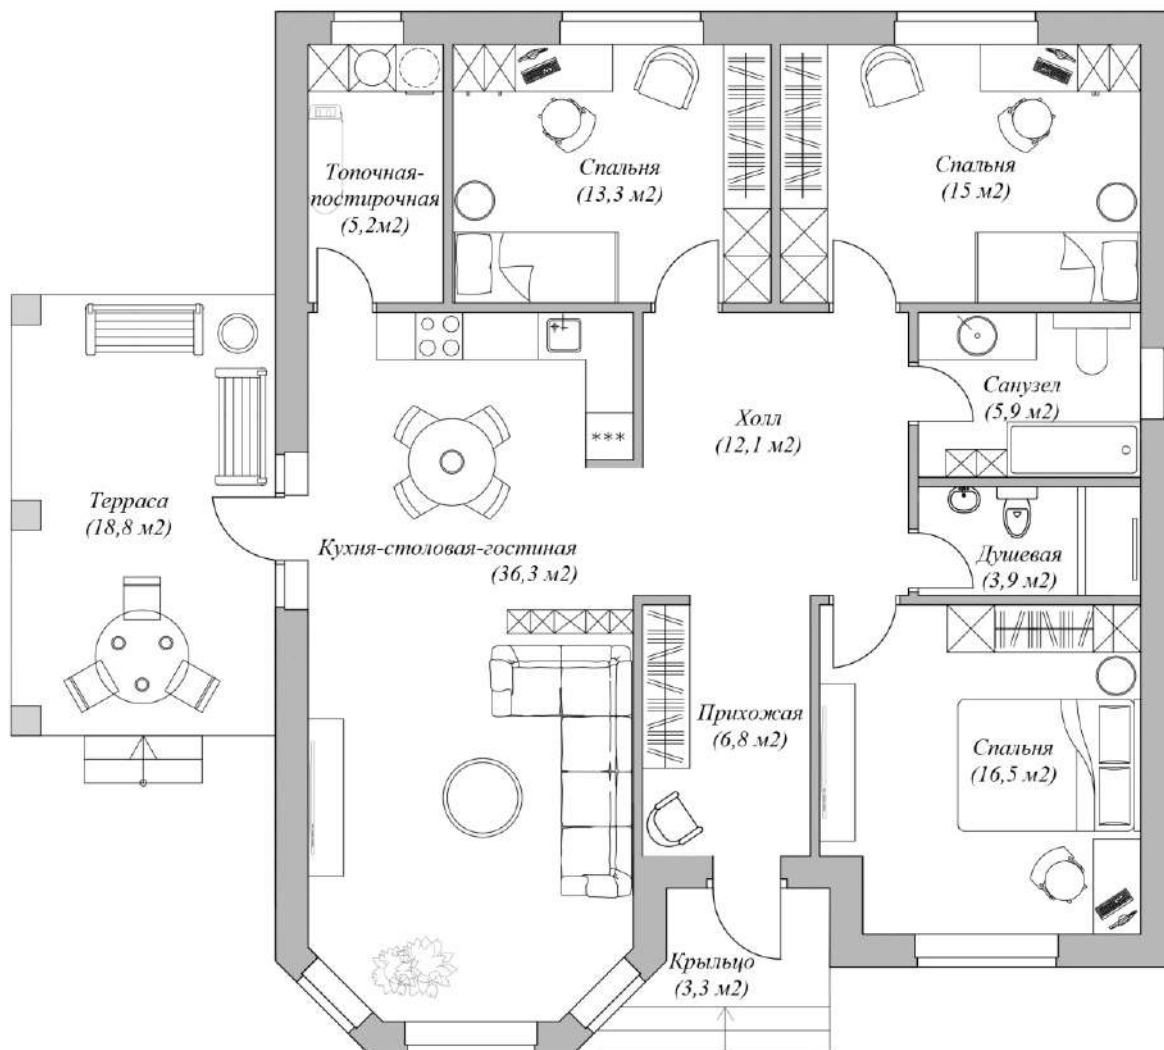 Топочная-
постирочная
(5,2м2)
Спальня
(13,3 м2)
Спальня
(15 м2)
Санузел
(5,9 м2)
Холл
(12,1 м2)
***
Терраса
(18,8 м2)
Кухня-столовая-гостиная
(36,3 м2)
Душевая
(3,9 м2)
Прихожая
(6,8 м2)
Спальня
(16,5 м2)
Крыльцо
(3,3 м2)